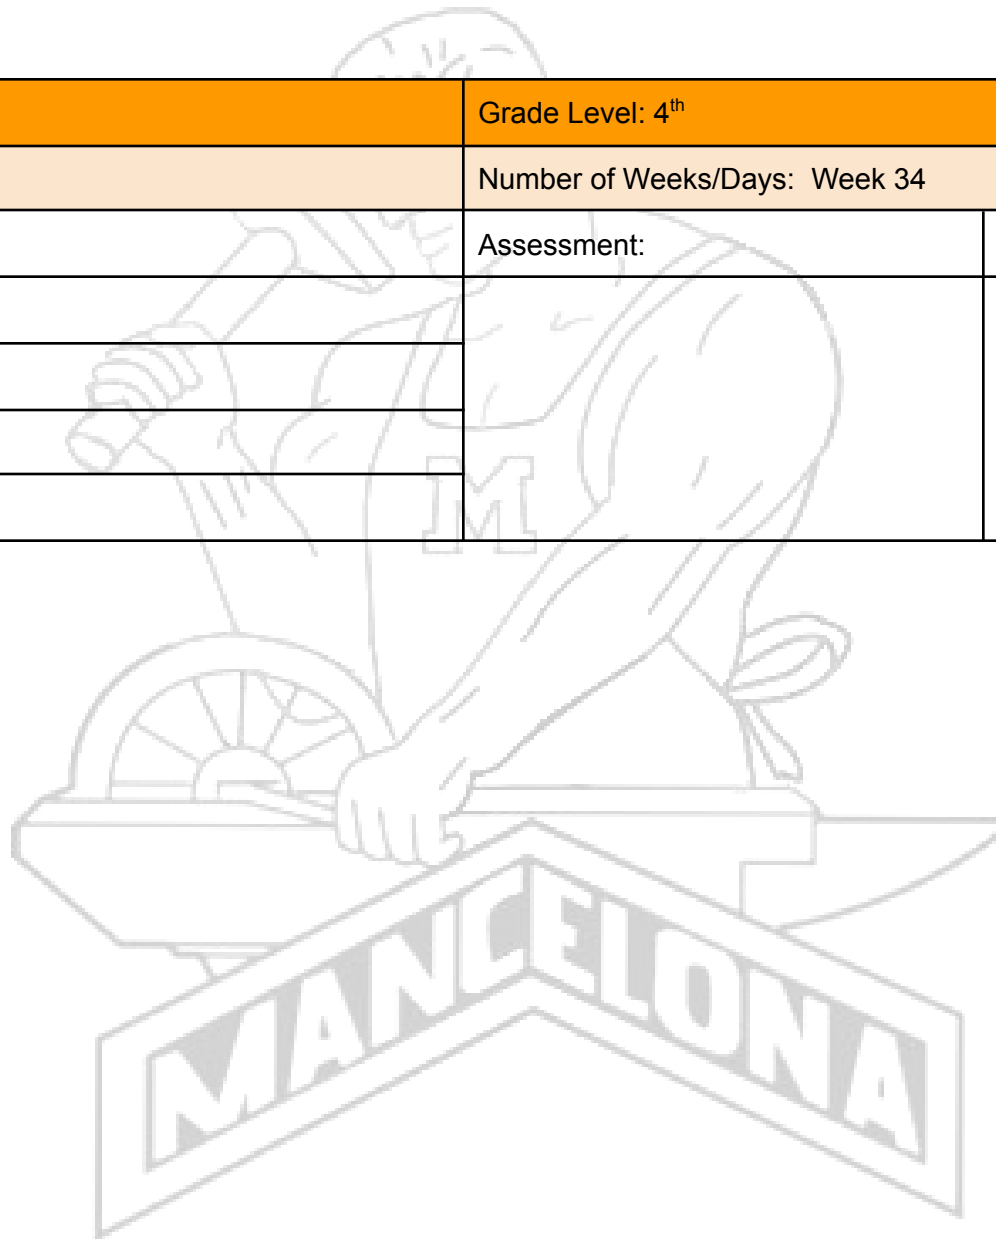 Grade Level: 4th
Number of Weeks/Days: Week 34
Assessment:
M
MANCELONA